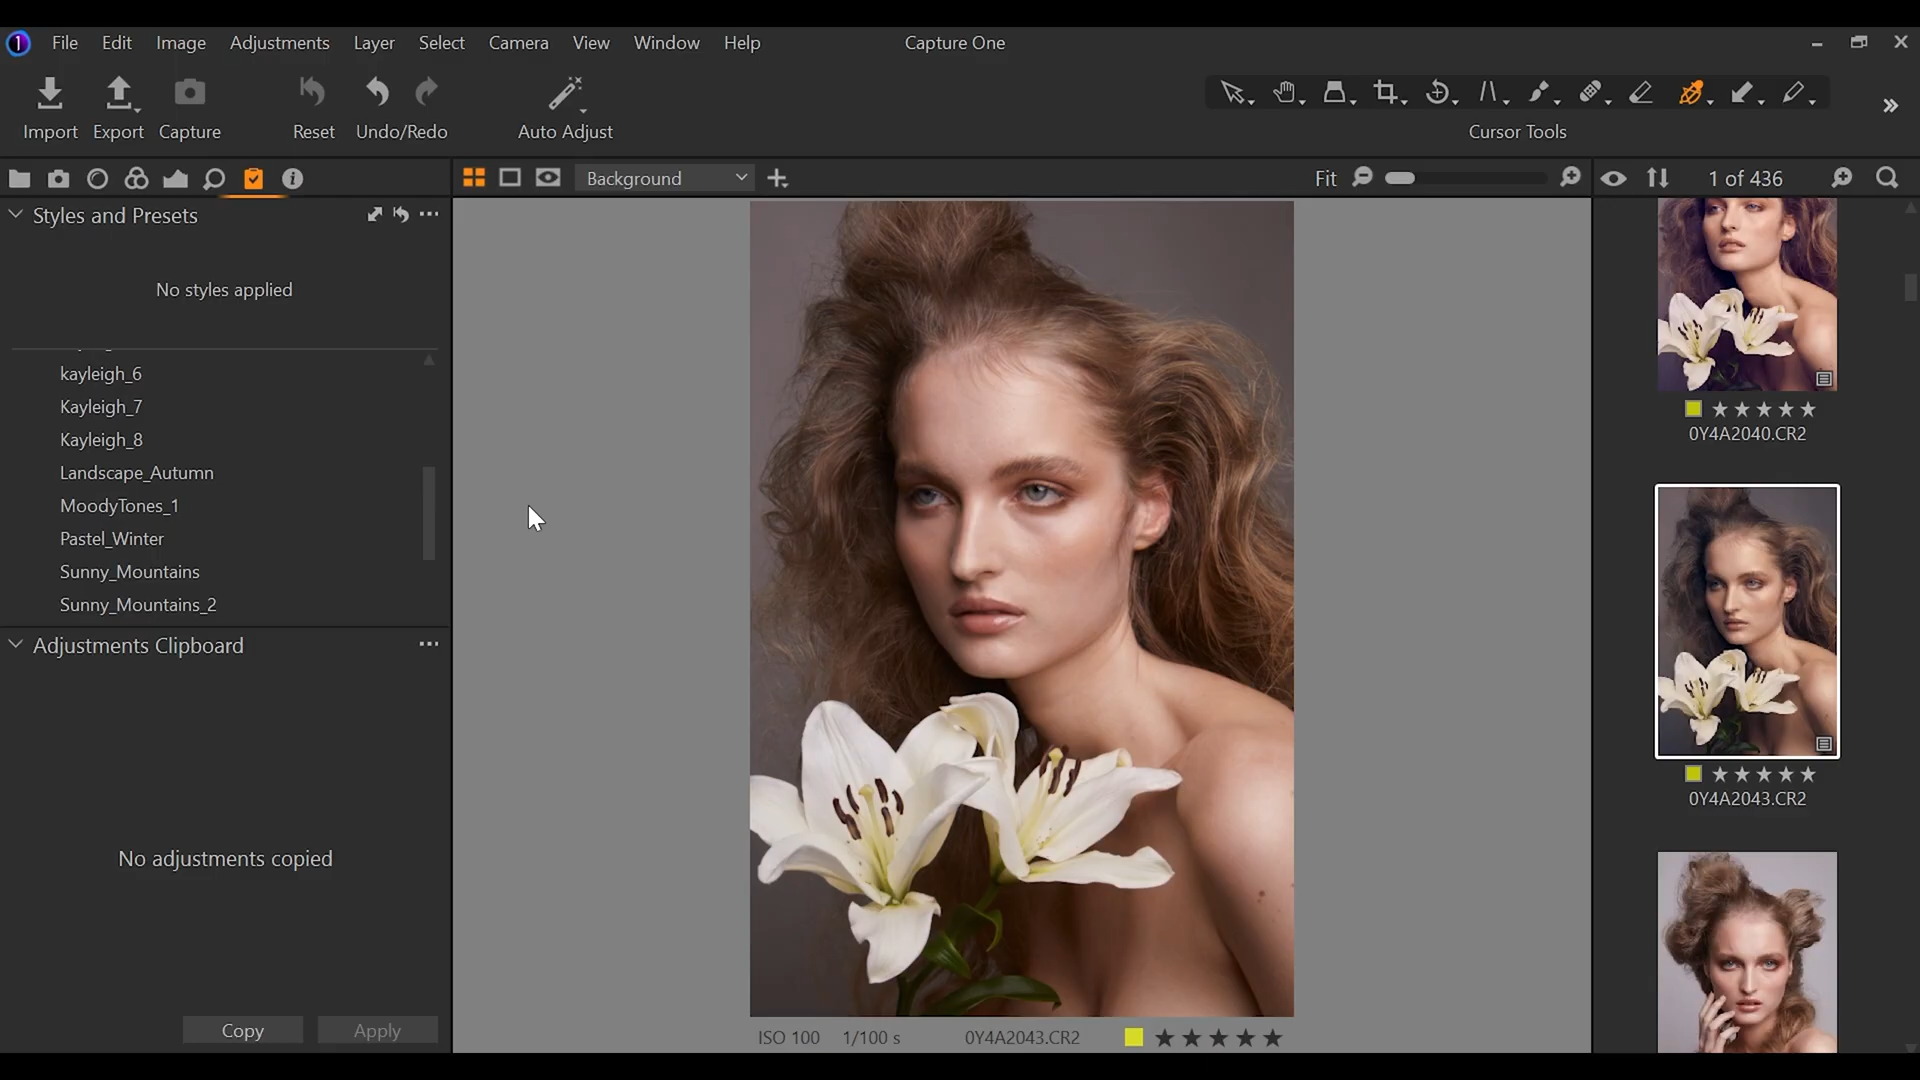 File Edit Image Adjustments Layer Select Camera View Window Help
Capture One
Import Export Capture Reset Undo/Redo Auto Adjust Cursor Tools
Background
Fit
1 of 436
Styles and Presets
No styles applied
kayleigh_6
Kayleigh_7
Kayleigh_8
Landscape_Autumn
MoodyTones_1
Pastel_Winter
Sunny_Mountains
Sunny_Mountains_2
Adjustments Clipboard
No adjustments copied
Copy Apply
ISO 100 1/100 s 0Y4A2043.CR2
0Y4A2040.CR2
0Y4A2043.CR2